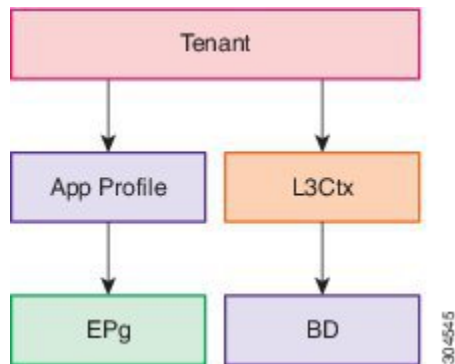 Tenant
App Profile
L3Ctx
EPg
BD
304545